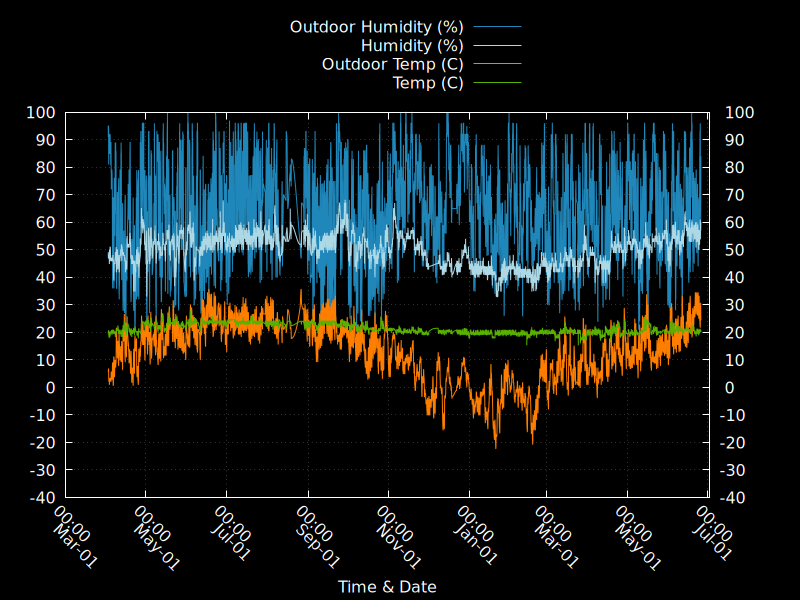 Outdoor Humidity (%)
Humidity (%)
Outdoor Temp (C)
Temp (C)
100 100
90 90
80 80
70 70
60 60
50 50
40 40
30 30
20 20
10 10
0 0
-10 -10
-20 -20
-30 -30
-40 -40
00:00 00:00 00:00 00:00 00:00 00:00 00:00 00:00 00:00
Mar-01 May-01 Jul-01 Sep-01 Nov-01 Jan-01 Mar-01 May-01 Jul-01
Time & Date